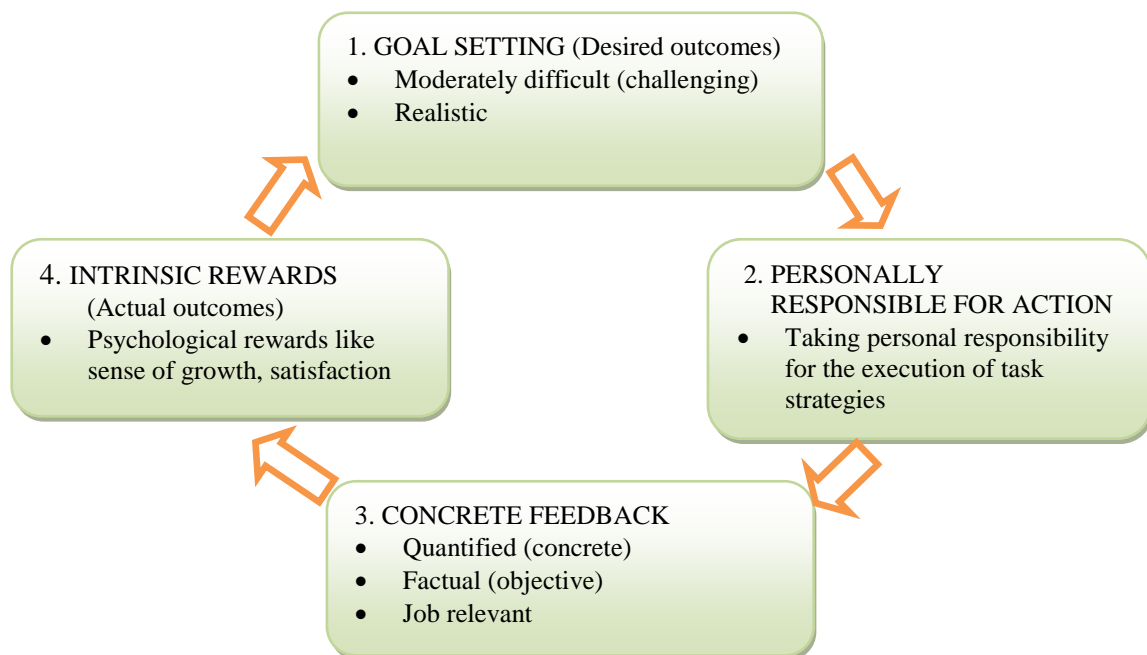 1. GOAL SETTING (Desired outcomes)
• Moderately difficult (challenging)
• Realistic
4. INTRINSIC REWARDS
(Actual outcomes)
• Psychological rewards like
sense of growth, satisfaction
2. PERSONALLY
RESPONSIBLE FOR ACTION
• Taking personal responsibility
for the execution of task
strategies
3. CONCRETE FEEDBACK
• Quantified (concrete)
• Factual (objective)
• Job relevant